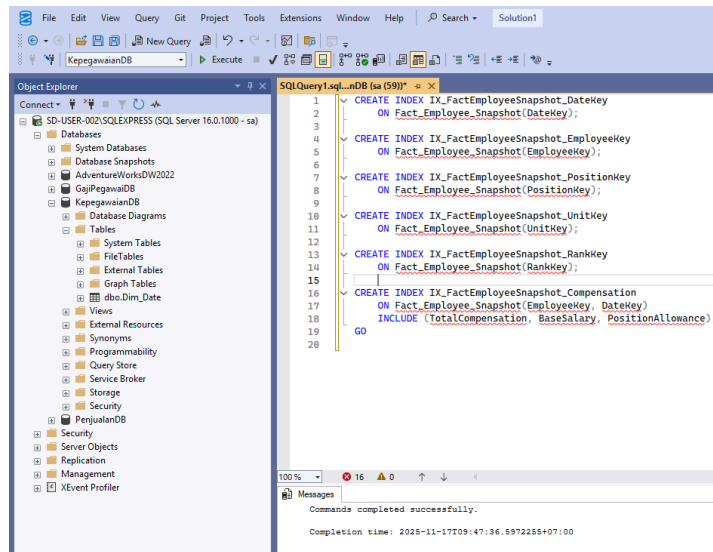 File Edit View Query Git Project Tools Extensions Window Help Search Solution1
New Query
KepegawaianDB Execute
Object Explorer
Connect
SD-USER-002\SQLEXPRESS (SQL Server 16.0.1000 - sa)
Databases
System Databases
Database Snapshots
AdventureWorksDW2022
GajiPegawaiDB
KepegawaianDB
Database Diagrams
Tables
System Tables
FileTables
External Tables
Graph Tables
dbo.Dim_Date
Views
External Resources
Synonyms
Programmability
Query Store
Service Broker
Storage
Security
PenjualanDB
Security
Server Objects
Replication
Management
XEvent Profiler
SQLQuery1.sql...nDB (sa (59))*
1 CREATE INDEX IX_FactEmployeeSnapshot_DateKey
2 ON Fact_Employee_Snapshot(DateKey);
3
4 CREATE INDEX IX_FactEmployeeSnapshot_EmployeeKey
5 ON Fact_Employee_Snapshot(EmployeeKey);
6
7 CREATE INDEX IX_FactEmployeeSnapshot_PositionKey
8 ON Fact_Employee_Snapshot(PositionKey);
9
10 CREATE INDEX IX_FactEmployeeSnapshot_UnitKey
11 ON Fact_Employee_Snapshot(UnitKey);
12
13 CREATE INDEX IX_FactEmployeeSnapshot_RankKey
14 ON Fact_Employee_Snapshot(RankKey);
15
16 CREATE INDEX IX_FactEmployeeSnapshot_Compensation
17 ON Fact_Employee_Snapshot(EmployeeKey, DateKey)
18 INCLUDE (TotalCompensation, BaseSalary, PositionAllowance)
19 GO
20
100 % 16 0
Messages
Commands completed successfully.
Completion time: 2025-11-17T09:47:36.5972255+07:00